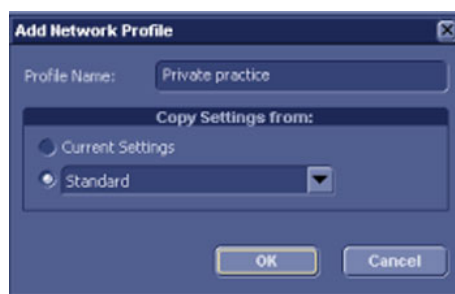 Add Network Profile
Profile Name: Private practice
Copy Settings from:
Current Settings
Standard
OK Cancel